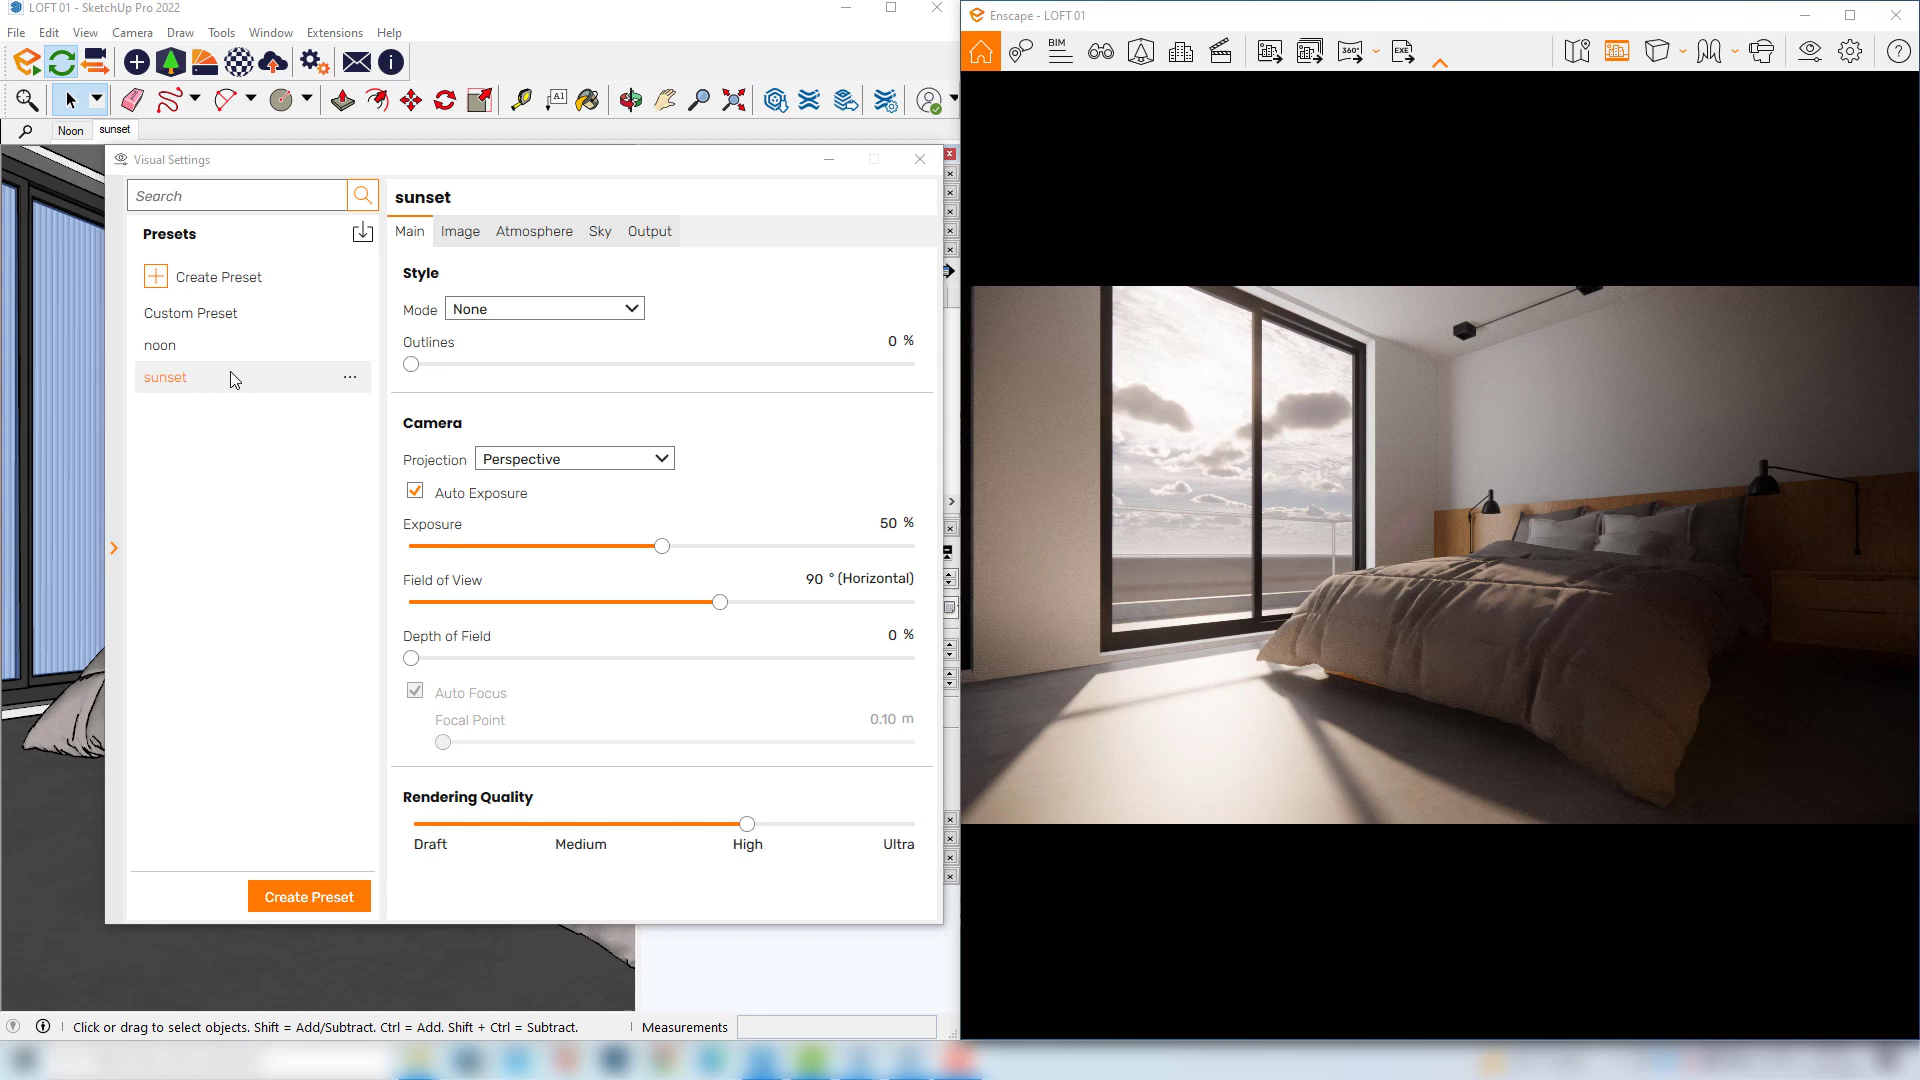 LOFT 01 - SketchUp Pro 2022
File Edit View Camera Draw Tools Window Extensions Help
A1
Noon sunset
Visual Settings
Search
Presets
Create Preset
Custom Preset
noon
sunset
Create Preset
sunset
Main Image Atmosphere Sky Output
Style
Mode None
Outlines 0 %
Camera
Projection Perspective
Auto Exposure
Exposure 50 %
Field of View 90 ° (Horizontal)
Depth of Field 0 %
Auto Focus
Focal Point 0.10 m
Rendering Quality
Draft Medium High Ultra
Click or drag to select objects. Shift = Add/Subtract. Ctrl = Add. Shift + Ctrl = Subtract. Measurements
Enscape - LOFT 01
BIM 360° EXE